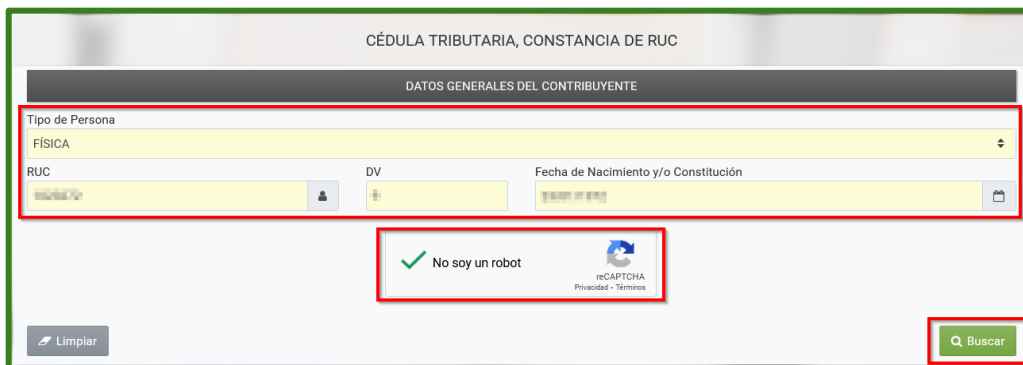 CÉDULA TRIBUTARIA, CONSTANCIA DE RUC
DATOS GENERALES DEL CONTRIBUYENTE
Tipo de Persona
FÍSICA
RUC DV Fecha de Nacimiento y/o Constitución
No soy un robot
reCAPTCHA
Privacidad - Términos
Limpiar Buscar